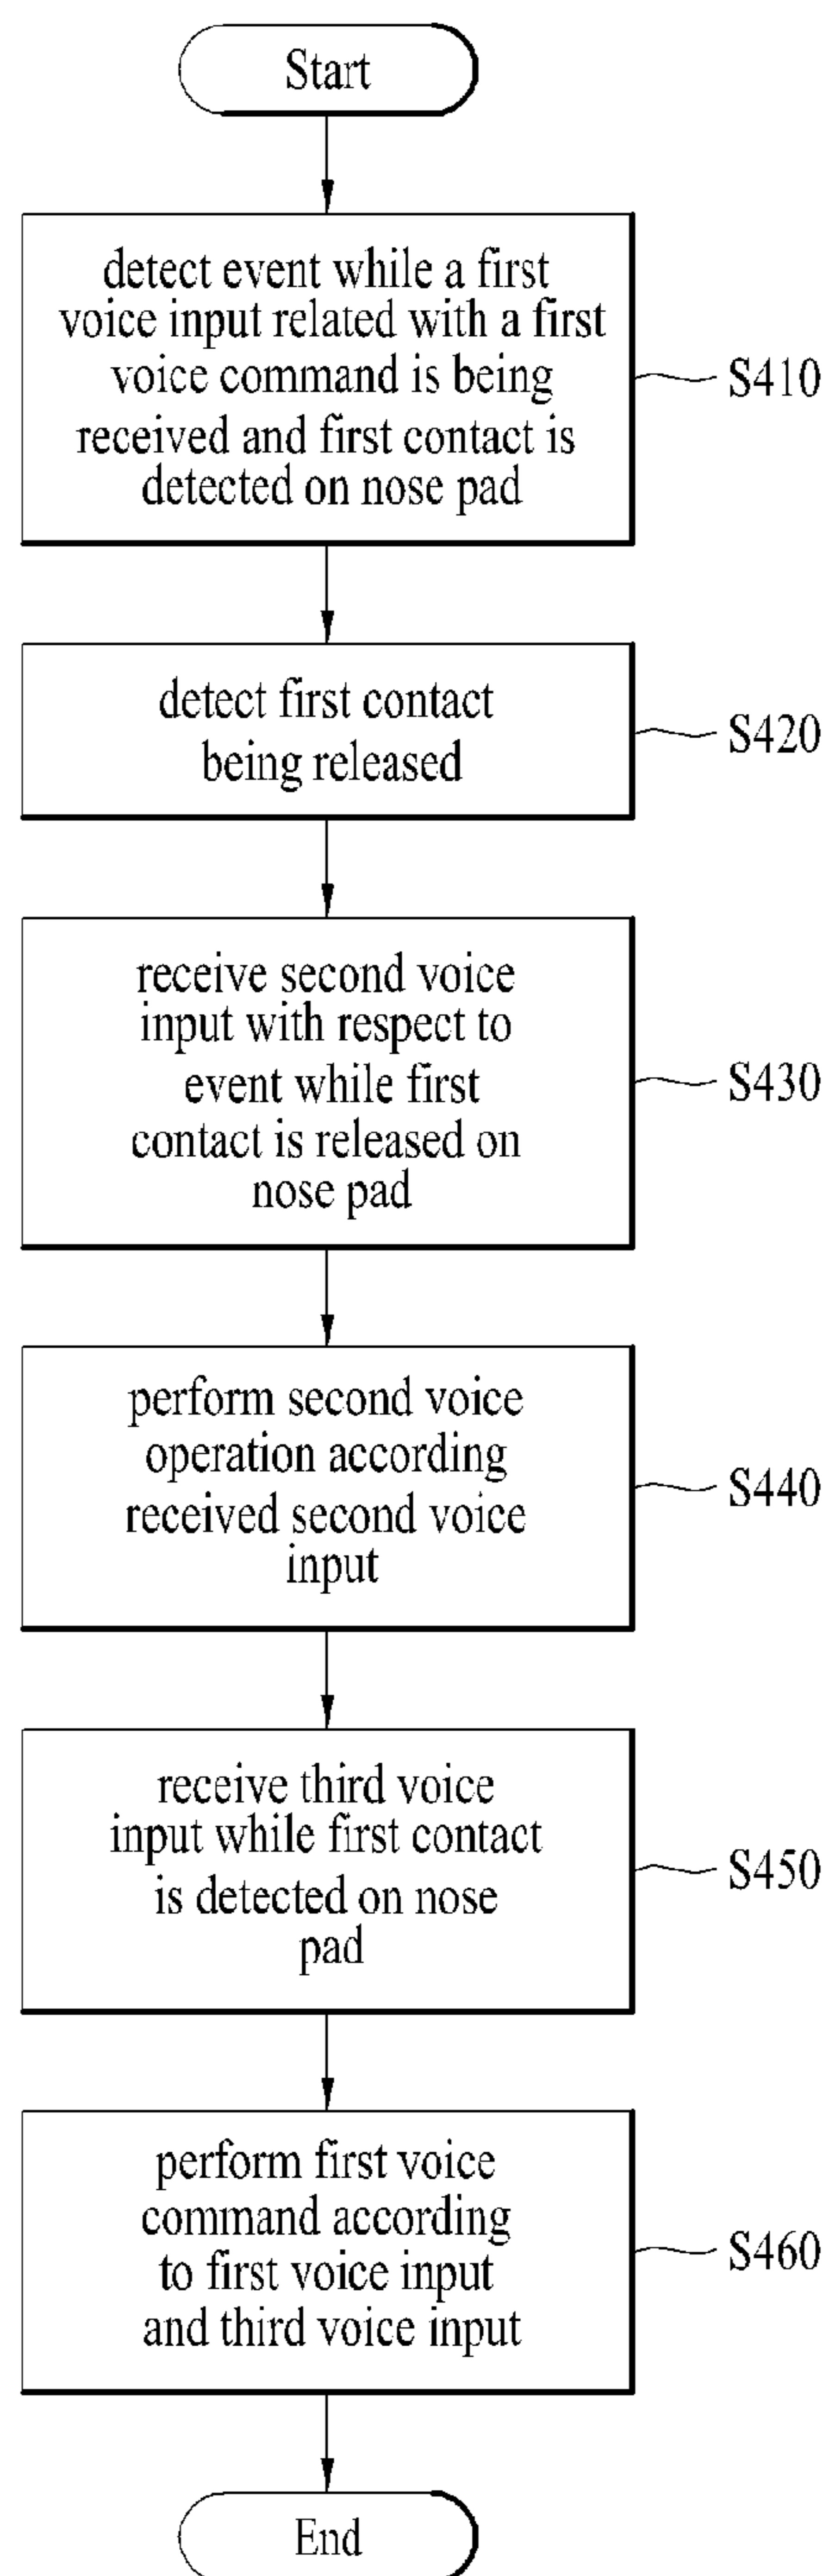 Start
detect event while a first
voice input related with a first
voice command is being
received and first contact is
detected on nose pad
S410
detect first contact
being released
S420
receive second voice
input with respect to
event while first
contact is released on
nose pad
S430
perform second voice
operation according
received second voice
input
S440
receive third voice
input while first contact
is detected on nose
pad
S450
perform first voice
command according
to first voice input
and third voice input
S460
End